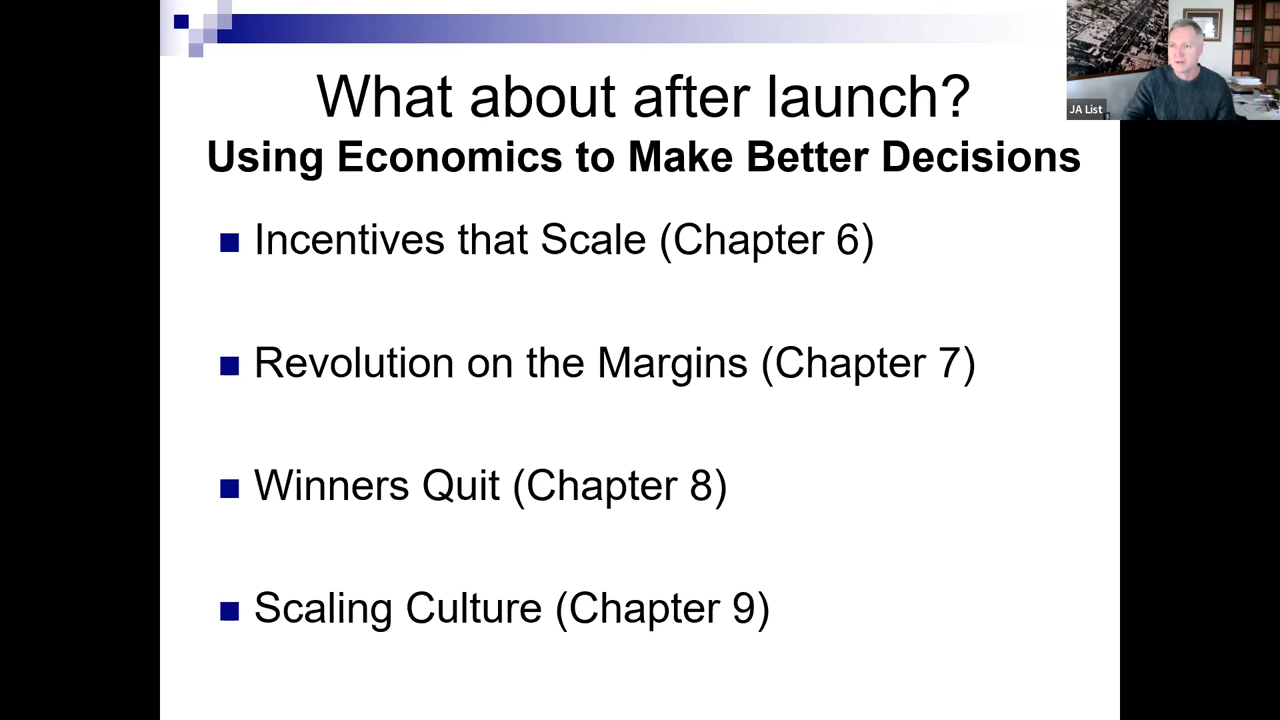 What about after launch?
Using Economics to Make Better Decisions
Incentives that Scale (Chapter 6)
Revolution on the Margins (Chapter 7)
Winners Quit (Chapter 8)
Scaling Culture (Chapter 9)
JA List